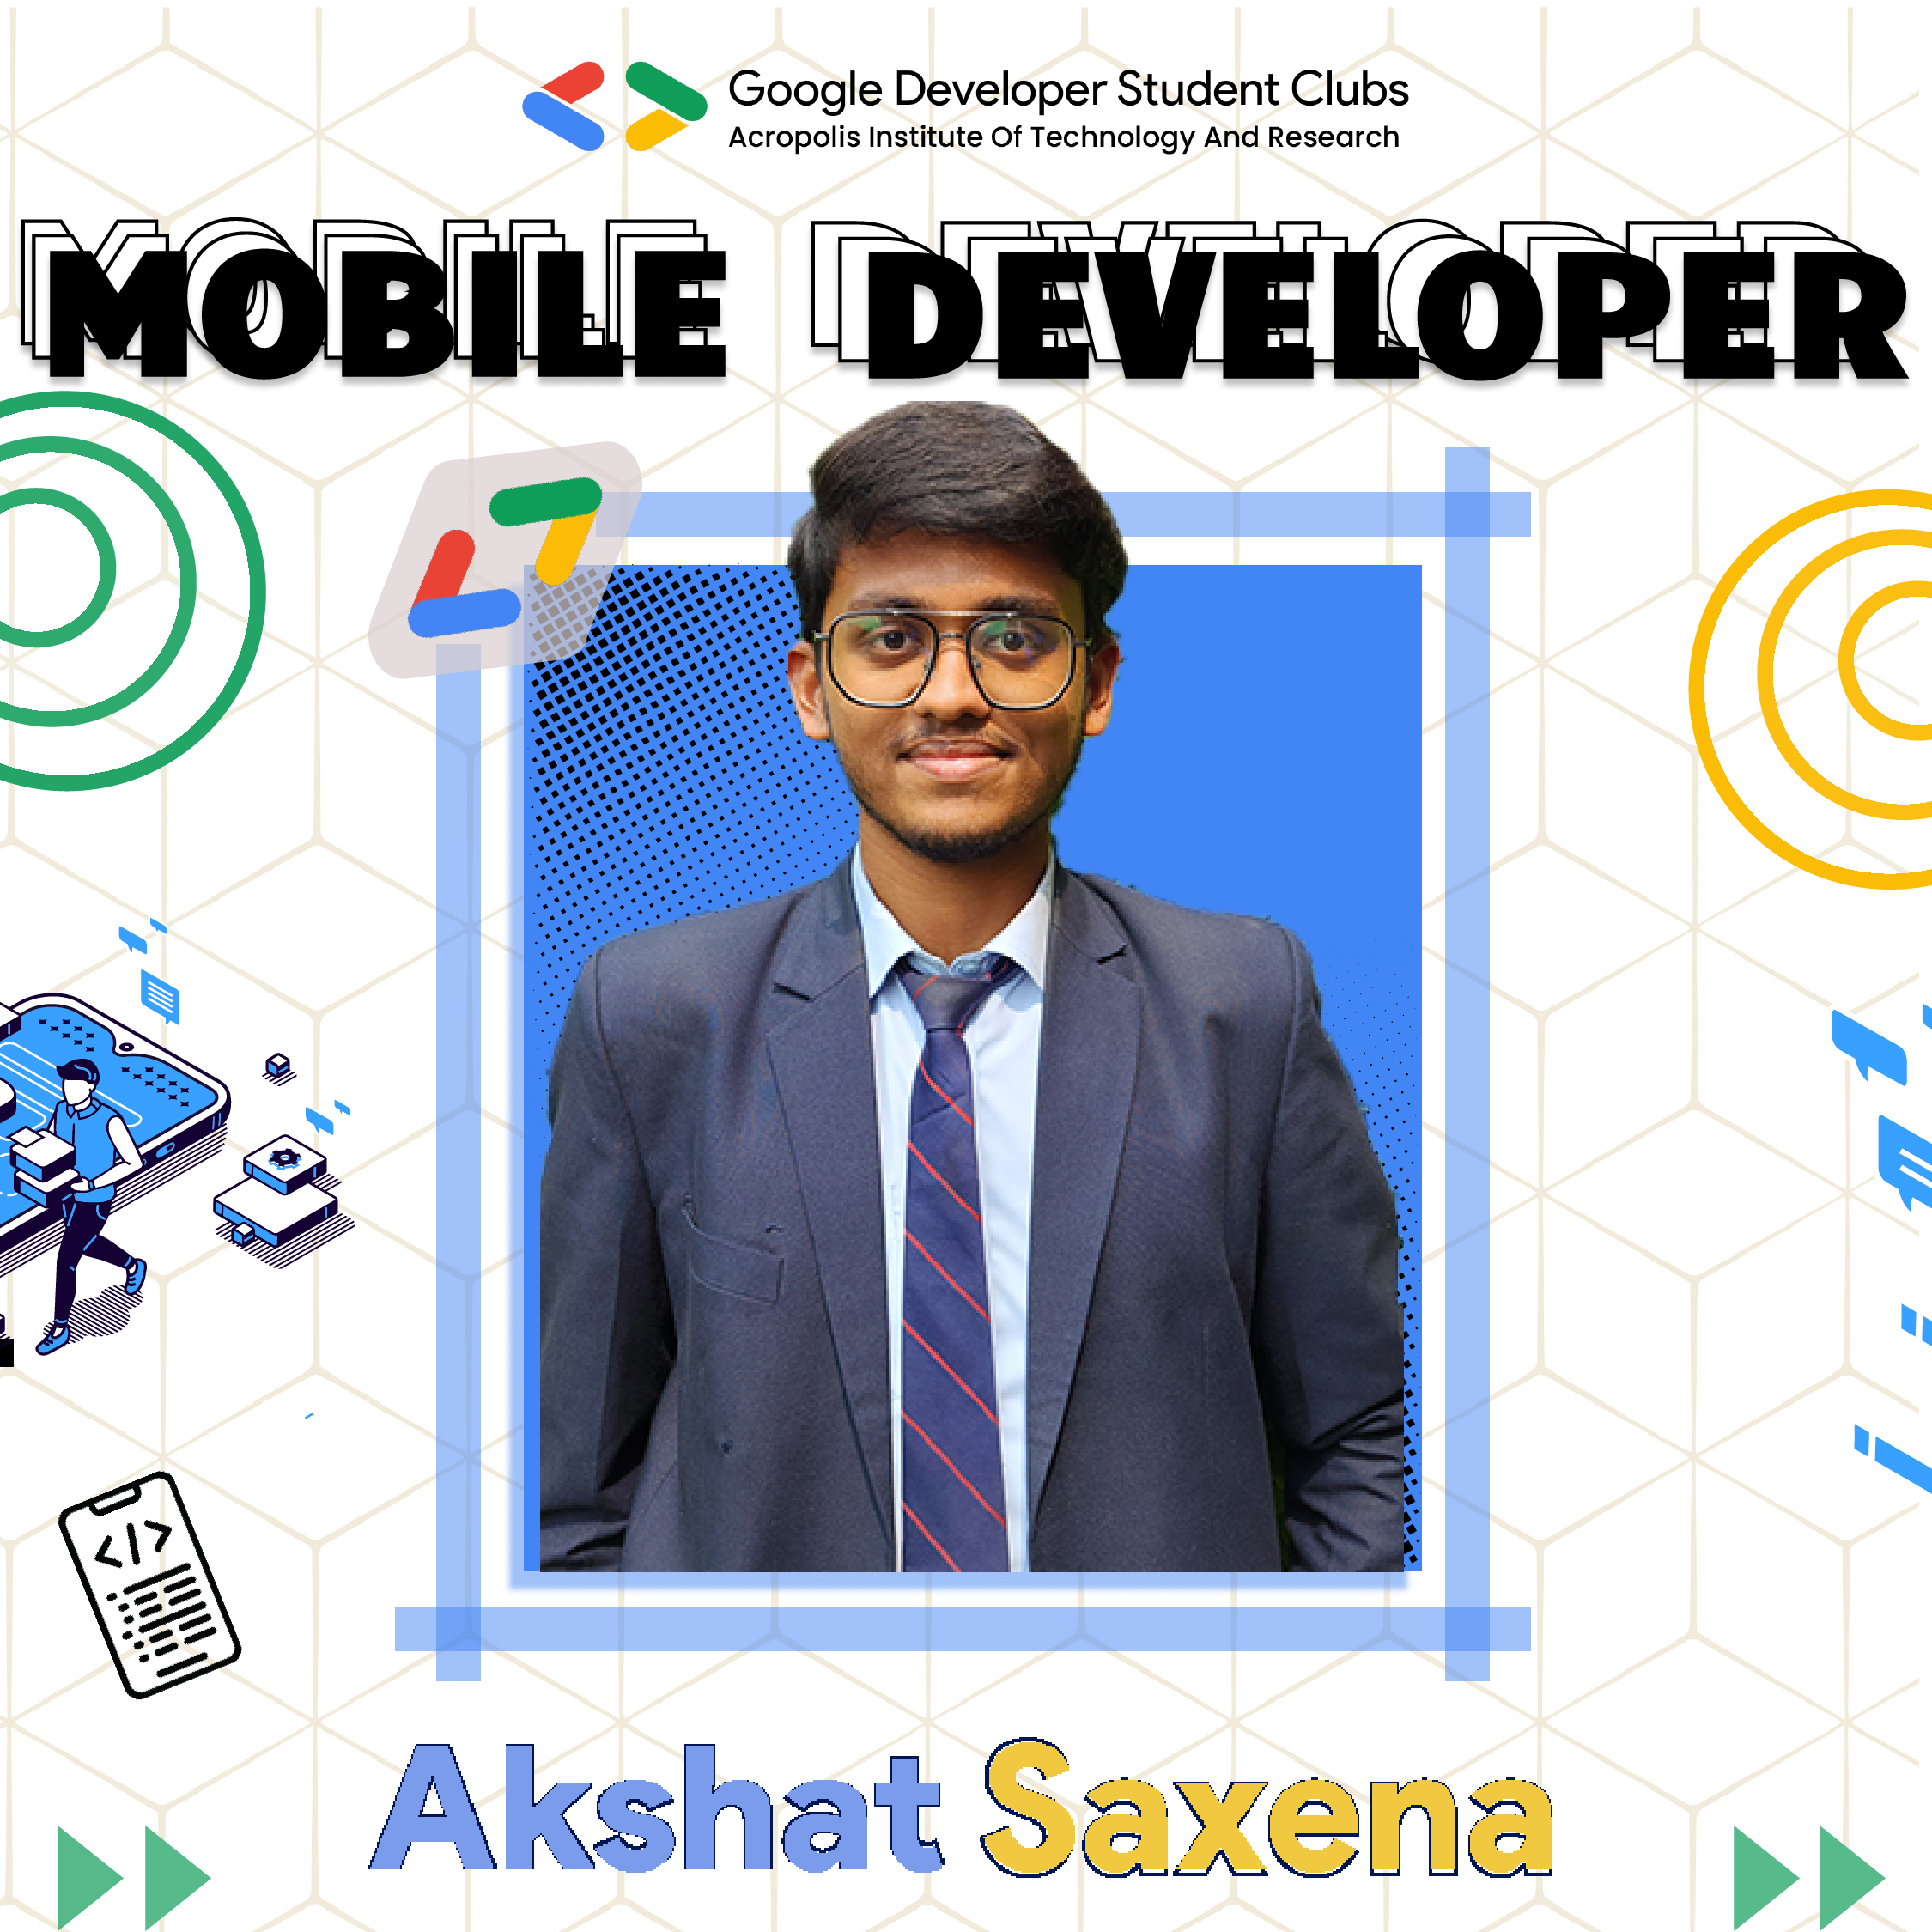 Google Developer Student Clubs
Acropolis Institute Of Technology And Research
MOBILE DEVELOPER
</>
Akshat Saxena